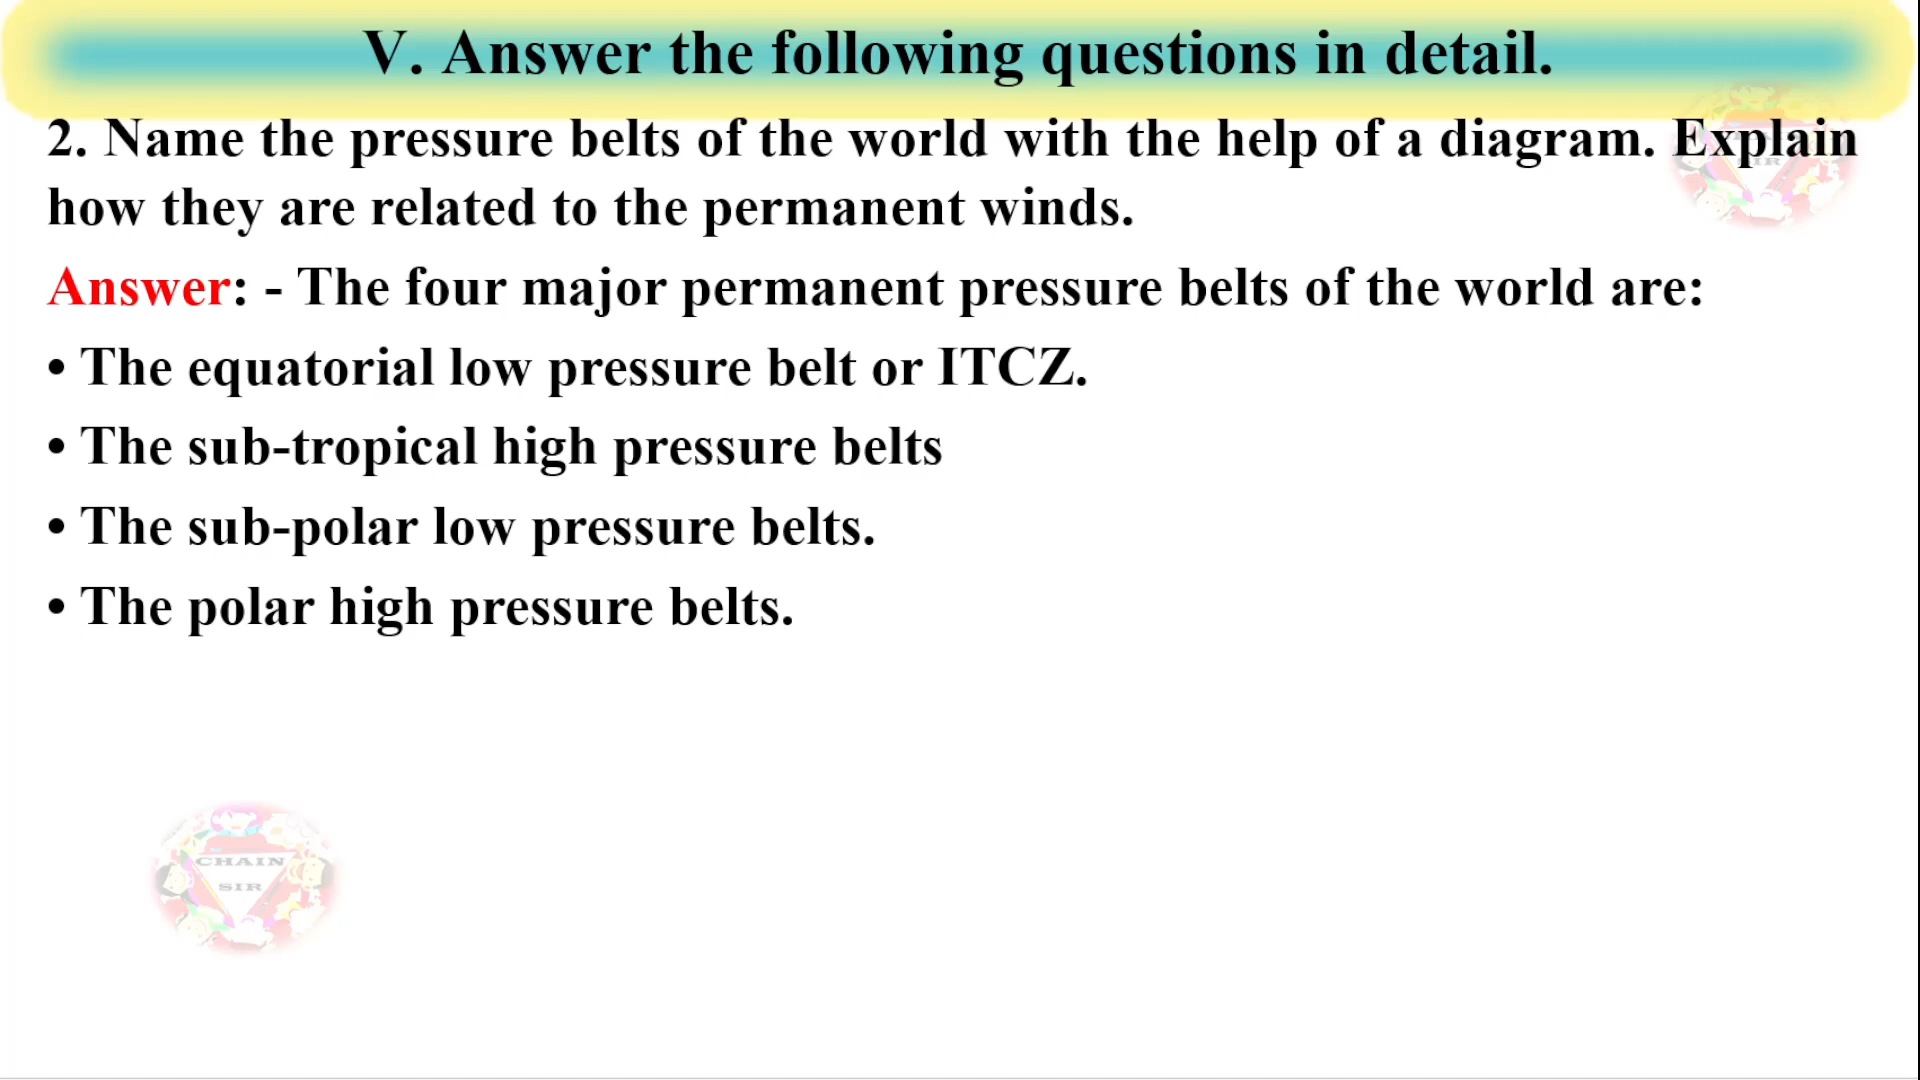 V. Answer the following questions in detail.
2. Name the pressure belts of the world with the help of a diagram. Explain
how they are related to the permanent winds.
Answer: - The four major permanent pressure belts of the world are:
• The equatorial low pressure belt or ITCZ.
• The sub-tropical high pressure belts
• The sub-polar low pressure belts.
• The polar high pressure belts.
CHAIN
SIR